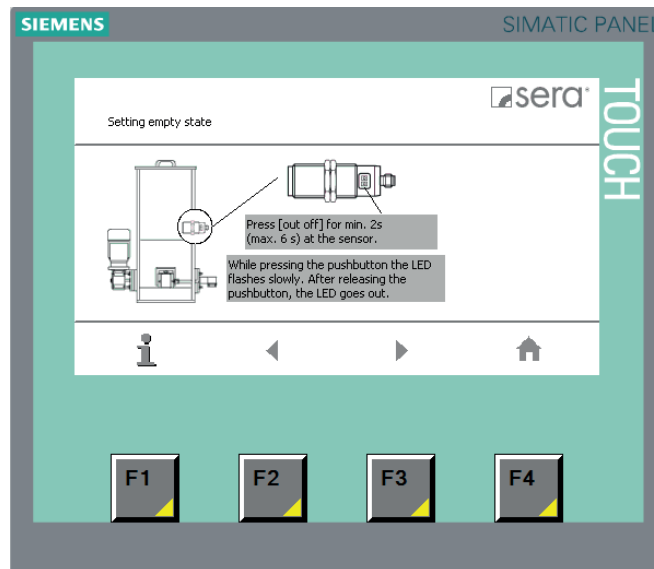 SIEMENS
SIMATIC PANEL
TOUCH
sera
Setting empty state
Press [out off] for min. 2s
(max. 6 s) at the sensor.
While pressing the pushbutton the LED
flashes slowly. After releasing the
pushbutton, the LED goes out.
F1
F2
F3
F4